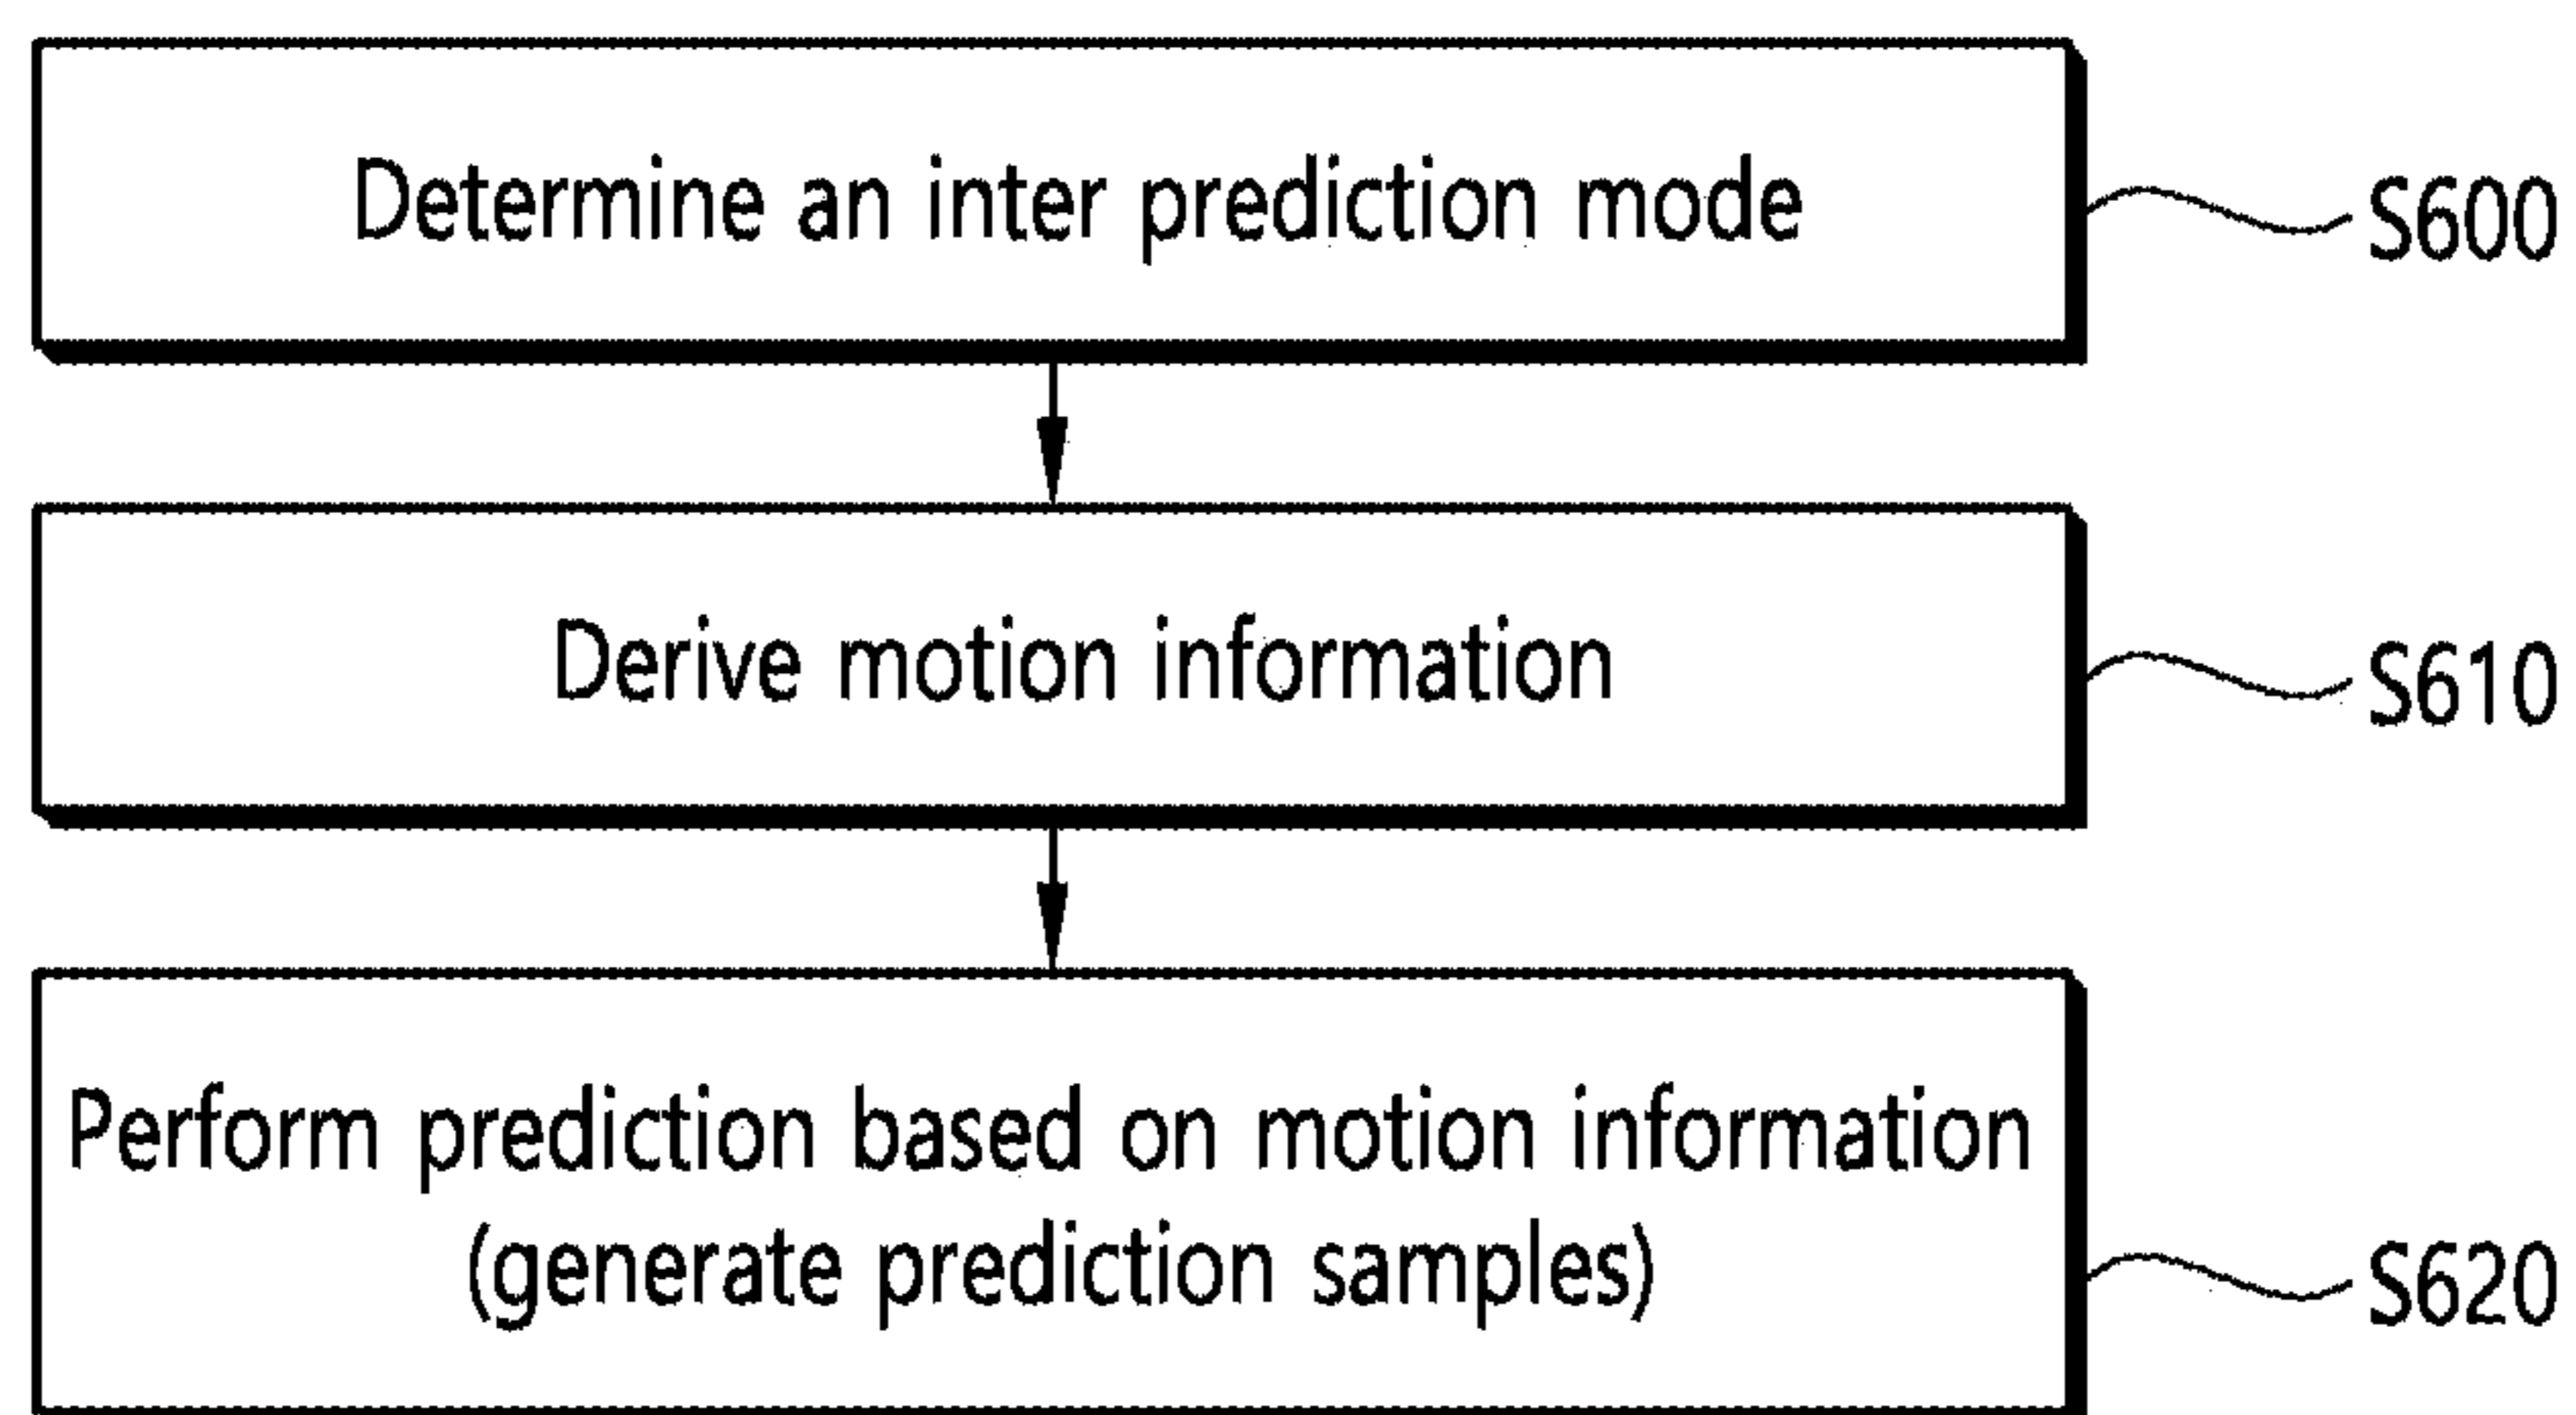 Determine an inter prediction mode
S600
Derive motion information
S610
Perform prediction based on motion information
(generate prediction samples)
S620